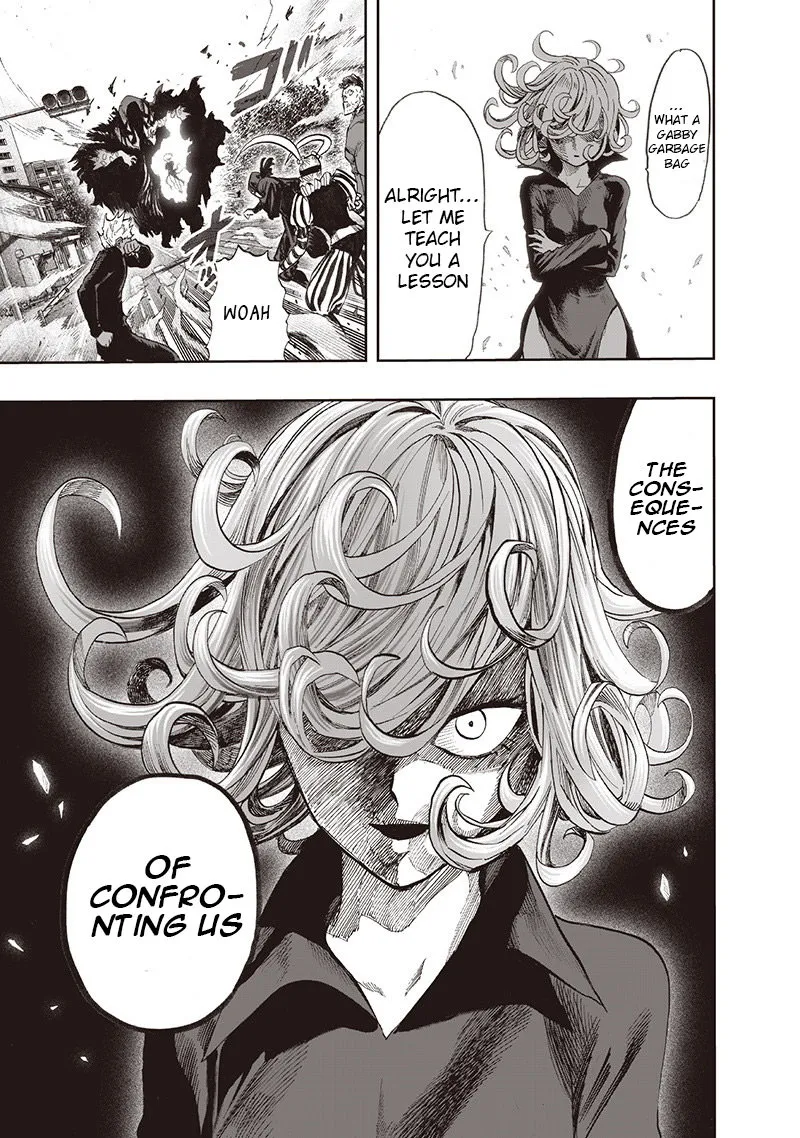 ...
WHAT A
GABBY
GARBAGE
BAG
ALRIGHT...
LET ME
TEACH
YOU A
LESSON
ゴ
WOAH
THE
CONS-
EQUE-
NCES
OF
CONFRO-
NTING US